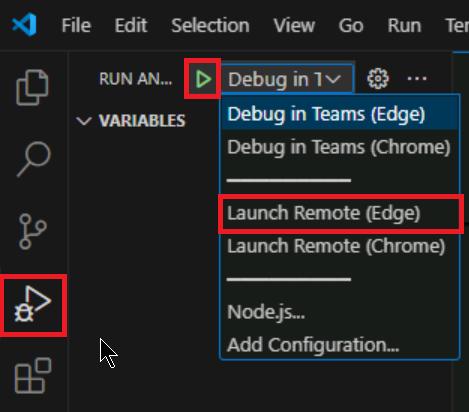 File Edit Selection View Go Run
RUN AN... Debug in
VARIABLES
Debug in Teams (Edge)
Debug in Teams (Chrome)
Launch Remote (Edge)
Launch Remote (Chrome)
Node.js...
Add Configuration...